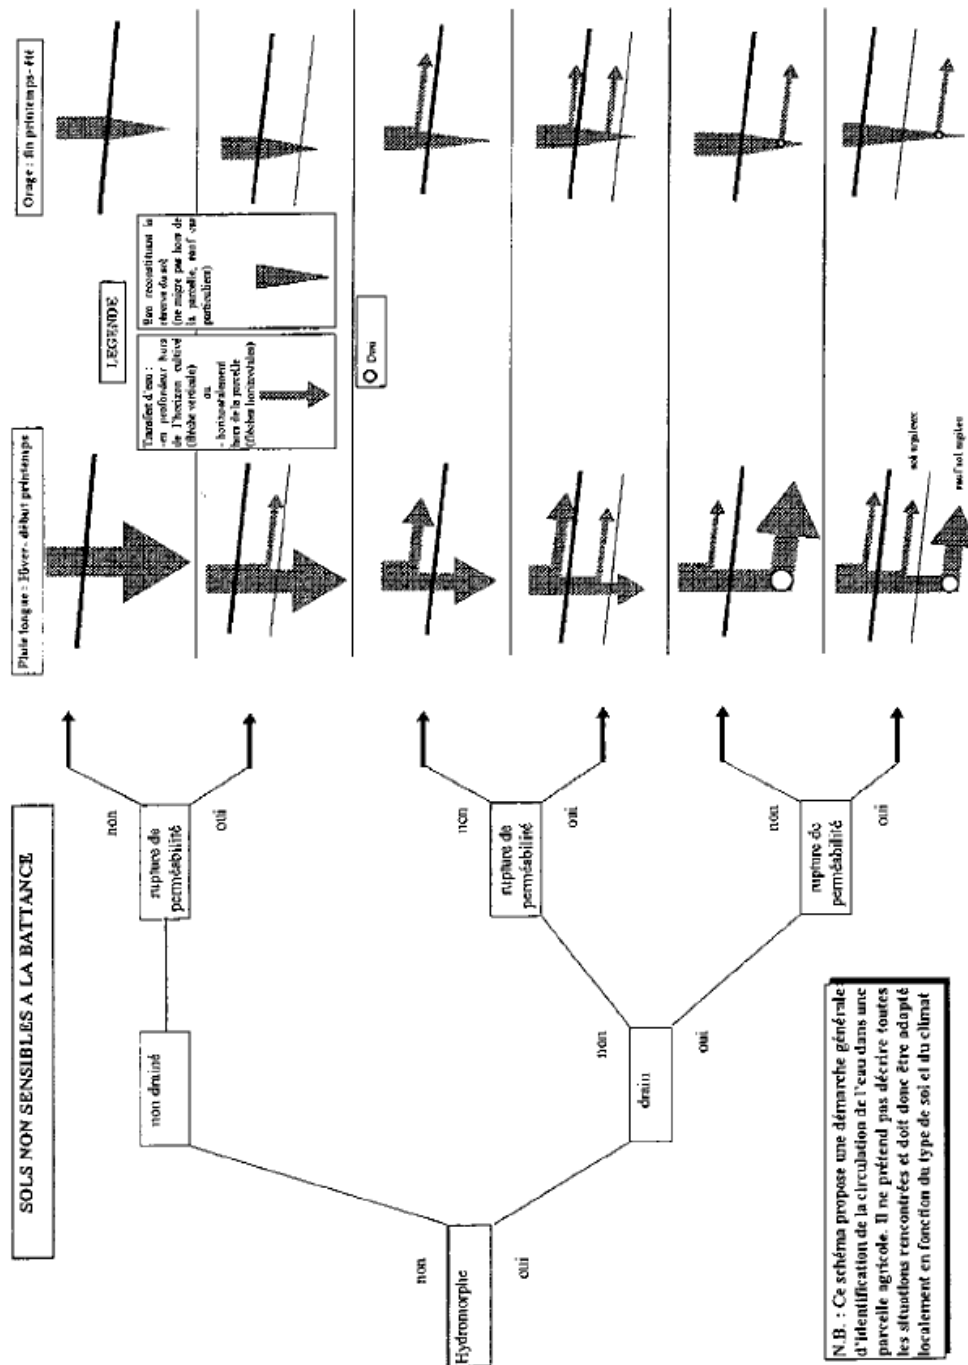 SOLS NON SENSIBLES A LA BATTANCE
Pluie longue : Hiver- début printemps
Orage : fin printemps-été
Hydromorphe
non
oui
non drainé
drain
non
oui
rupture de
perméabilité
non
oui
rupture de
perméabilité
non
oui
rupture de
perméabilité
non
oui
LEGENDE
Transfert d'eau :
-en profondeur hors
de l'horizon cultivé
(flèche verticale)
ou
- horizontalement
hors de la parcelle
(flèches horizontales)
Eau reconstituant la
réserve du sol
(ne migre pas hors de
la parcelle, sauf cas
particuliers)
sol argileux
sauf sol argileux
N.B. : Ce schéma propose une démarche générale
d'identification de la circulation de l'eau dans une
parcelle agricole. Il ne prétend pas décrire toutes
les situations rencontrées et doit donc être adapté
localement en fonction du type de sol et du climat